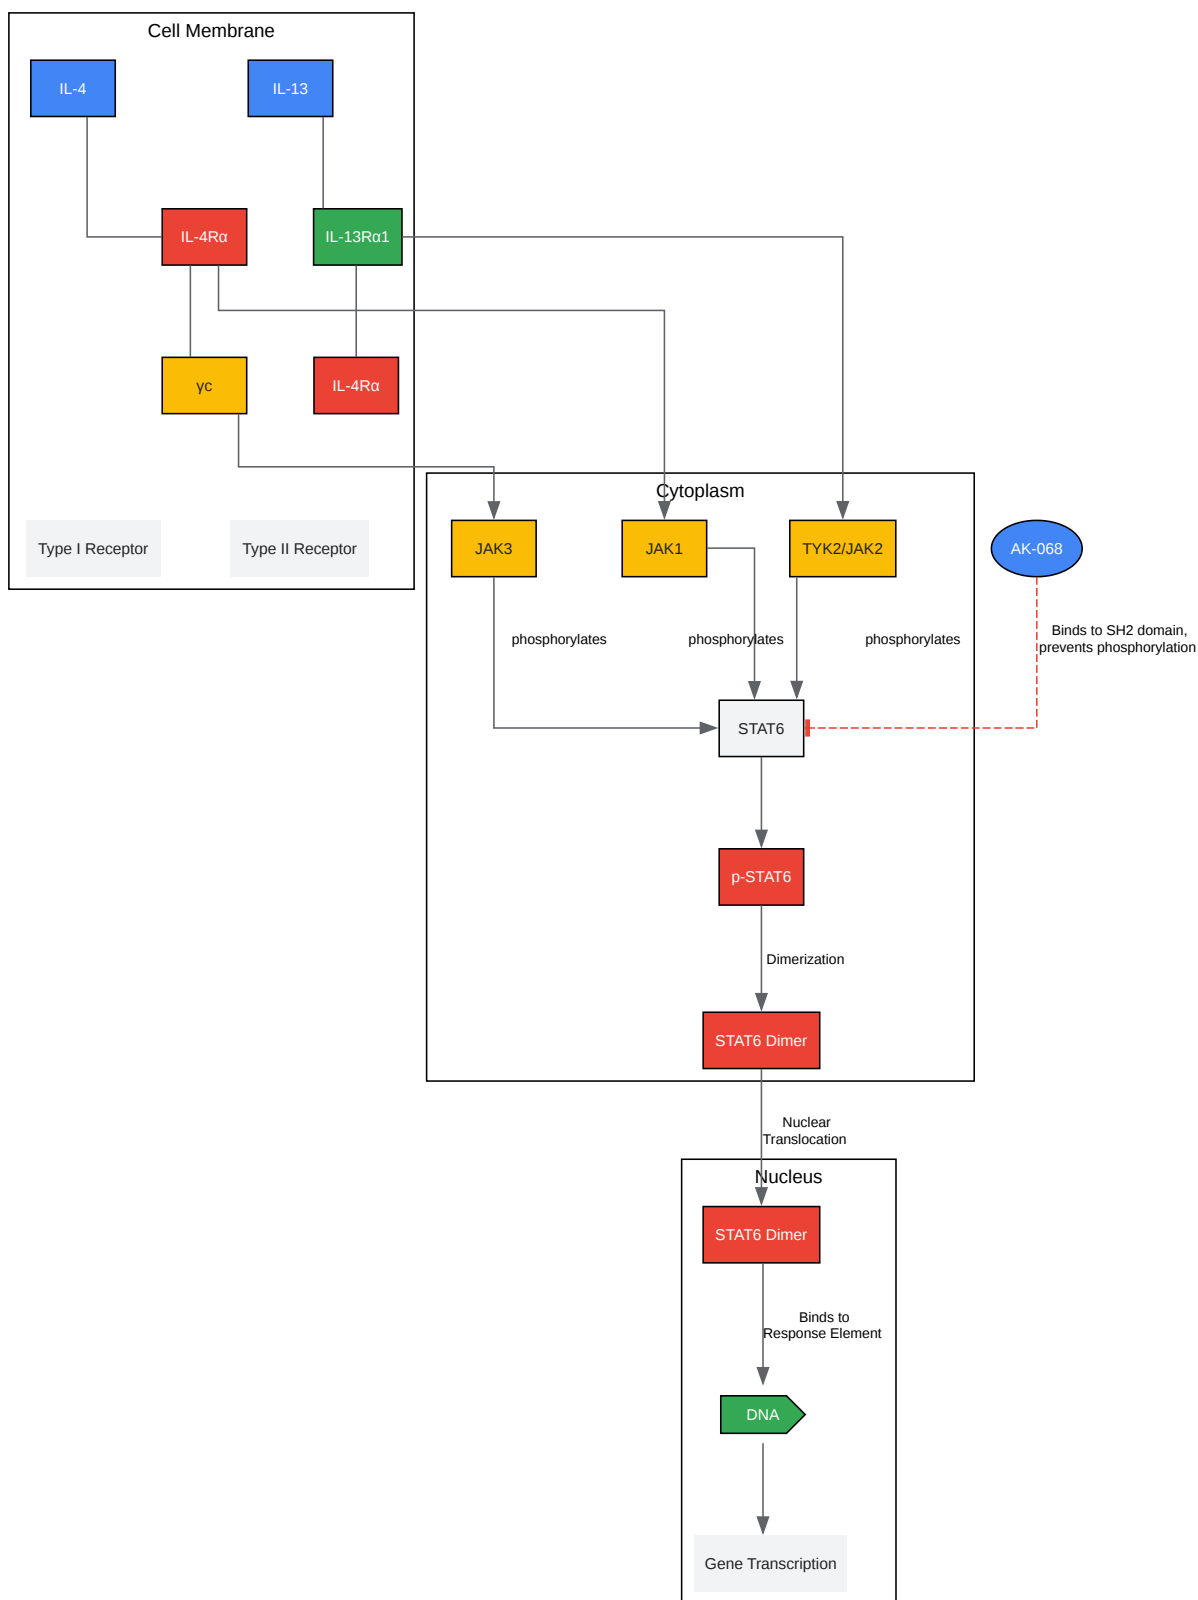 Cell Membrane
IL-4
IL-13
IL-4Rα
IL-13Rα1
γc
IL-4Rα
Type I Receptor
Type II Receptor
Cytoplasm
JAK3
JAK1
TYK2/JAK2
AK-068
phosphorylates
phosphorylates
phosphorylates
Binds to SH2 domain,
prevents phosphorylation
STAT6
p-STAT6
Dimerization
STAT6 Dimer
Nuclear
Translocation
Nucleus
STAT6 Dimer
Binds to
Response Element
DNA
Gene Transcription